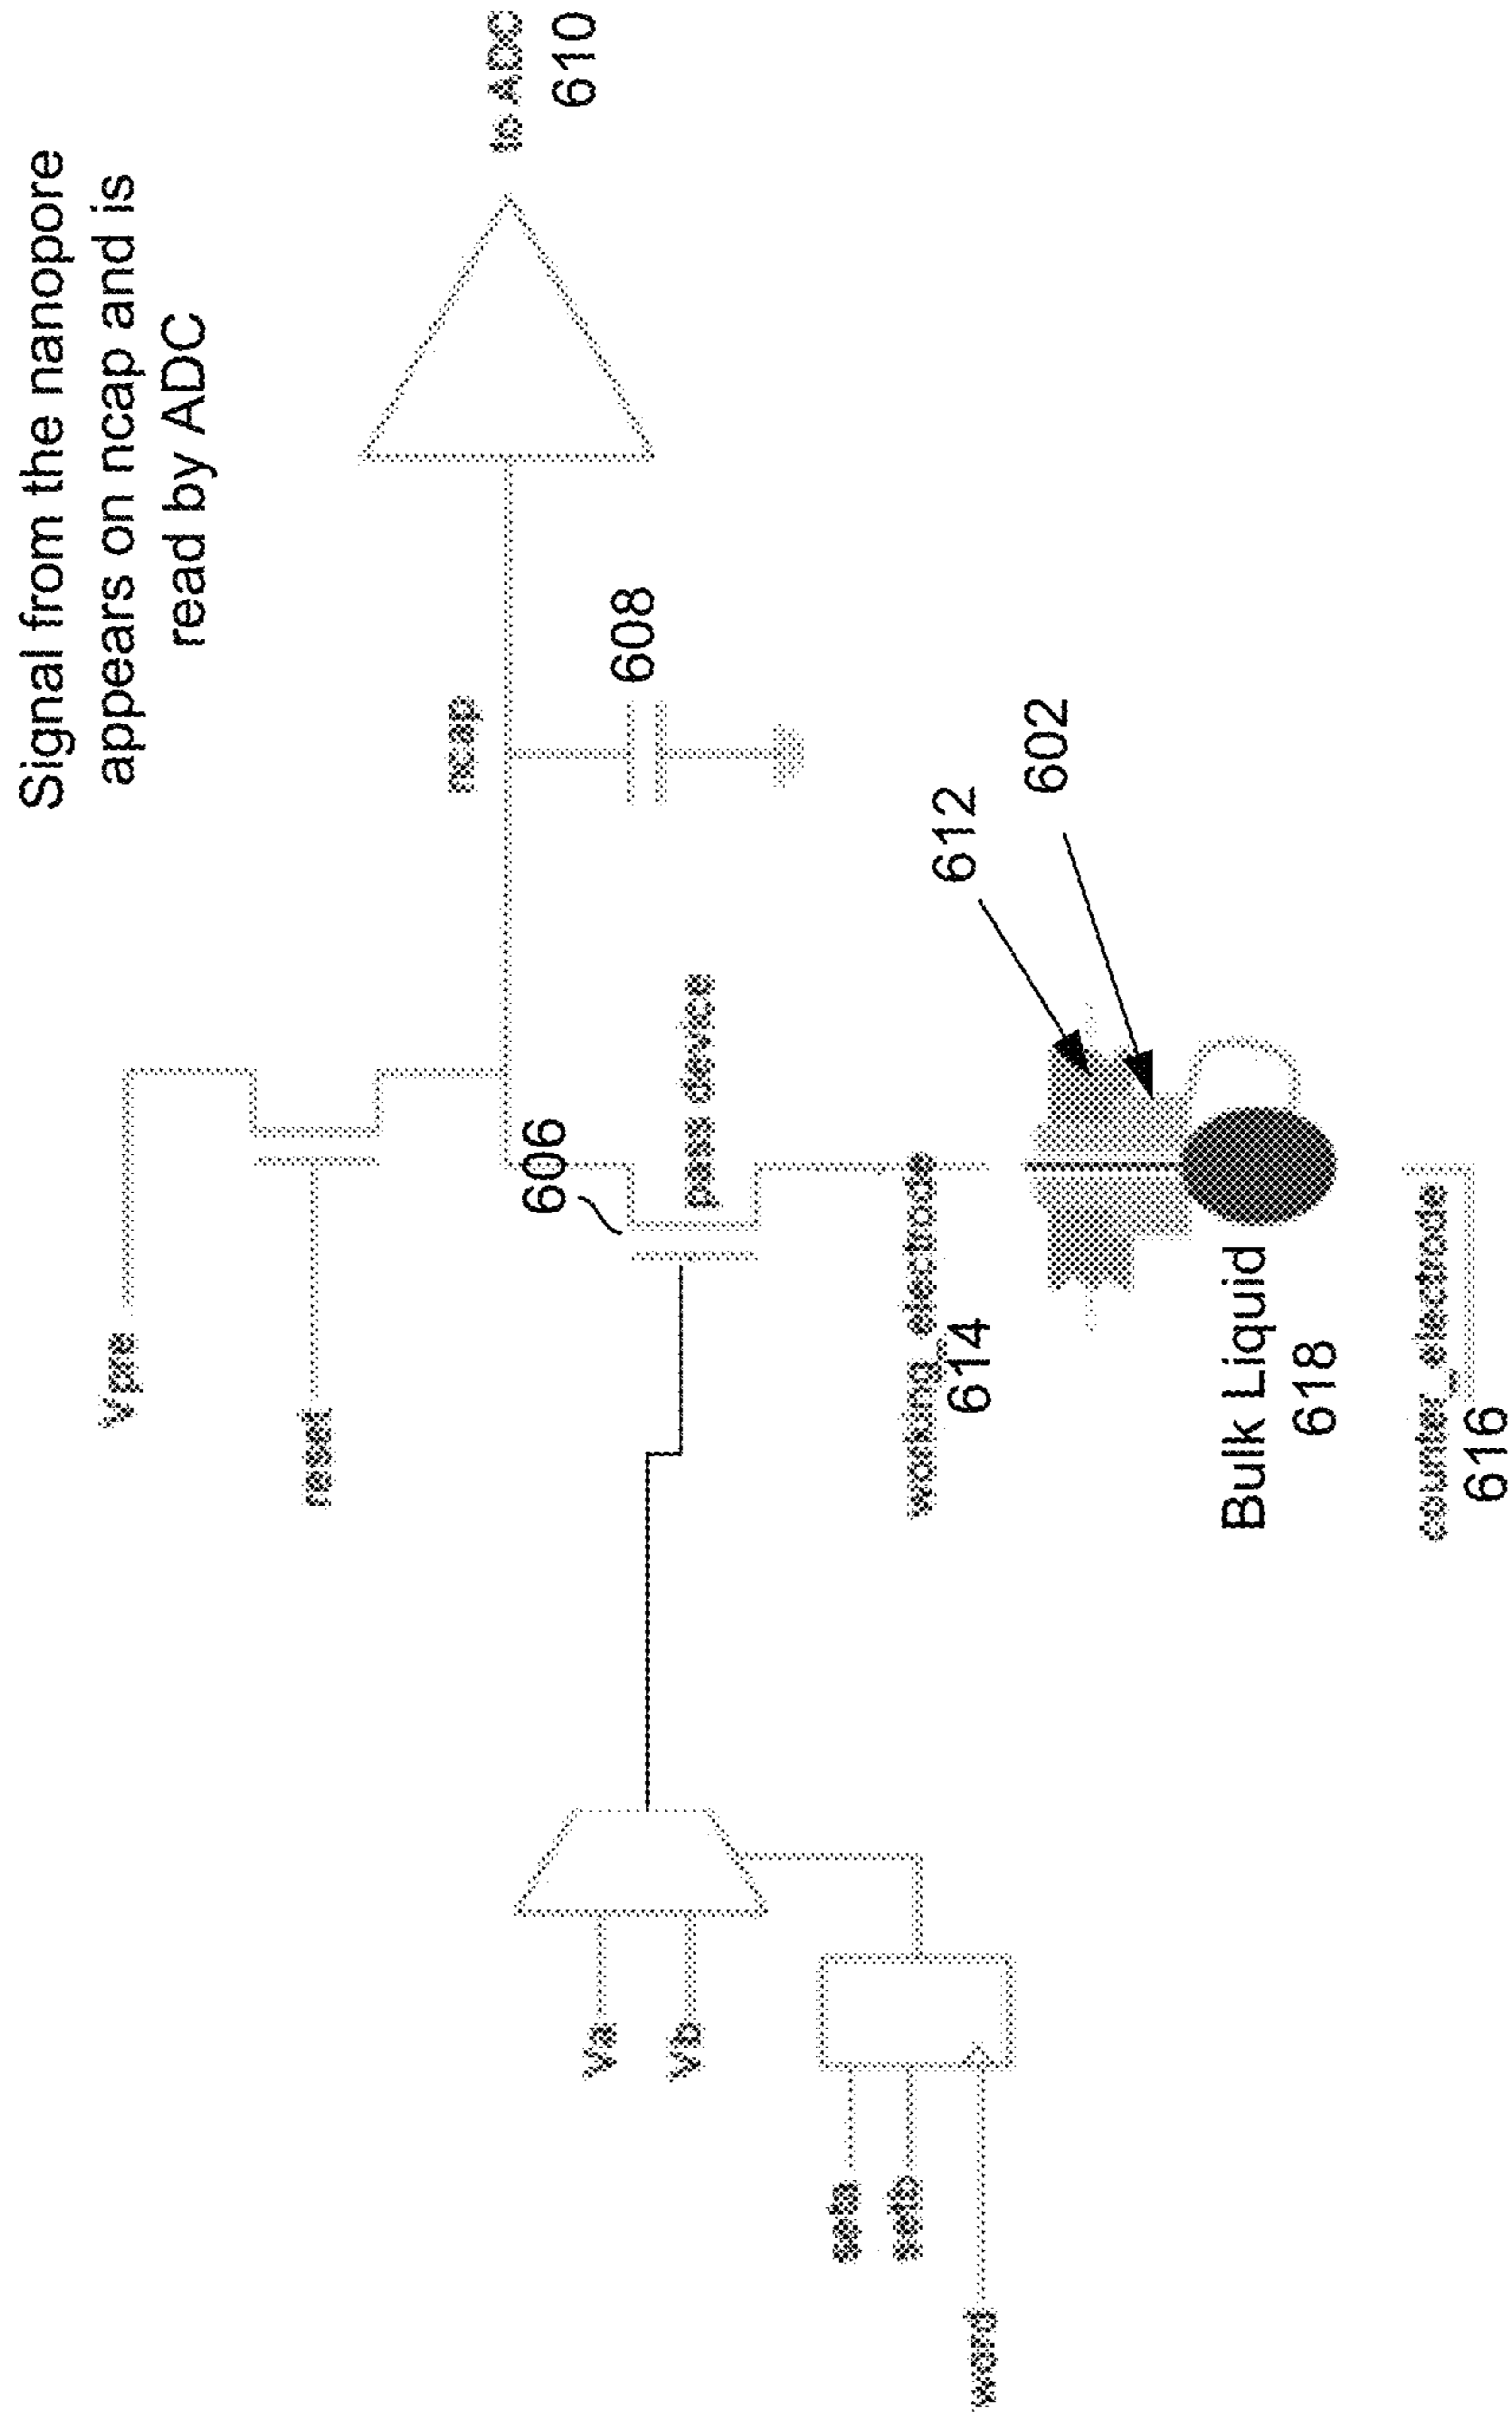 Signal from the nanopore
appears on ncap and is
read by ADC
Vpre
reset
ncap
to ADC
610
606
pass device
608
Va
Vb
seta
setb
word
working_electrode
614
612
602
Bulk Liquid
618
counter_electrode
616